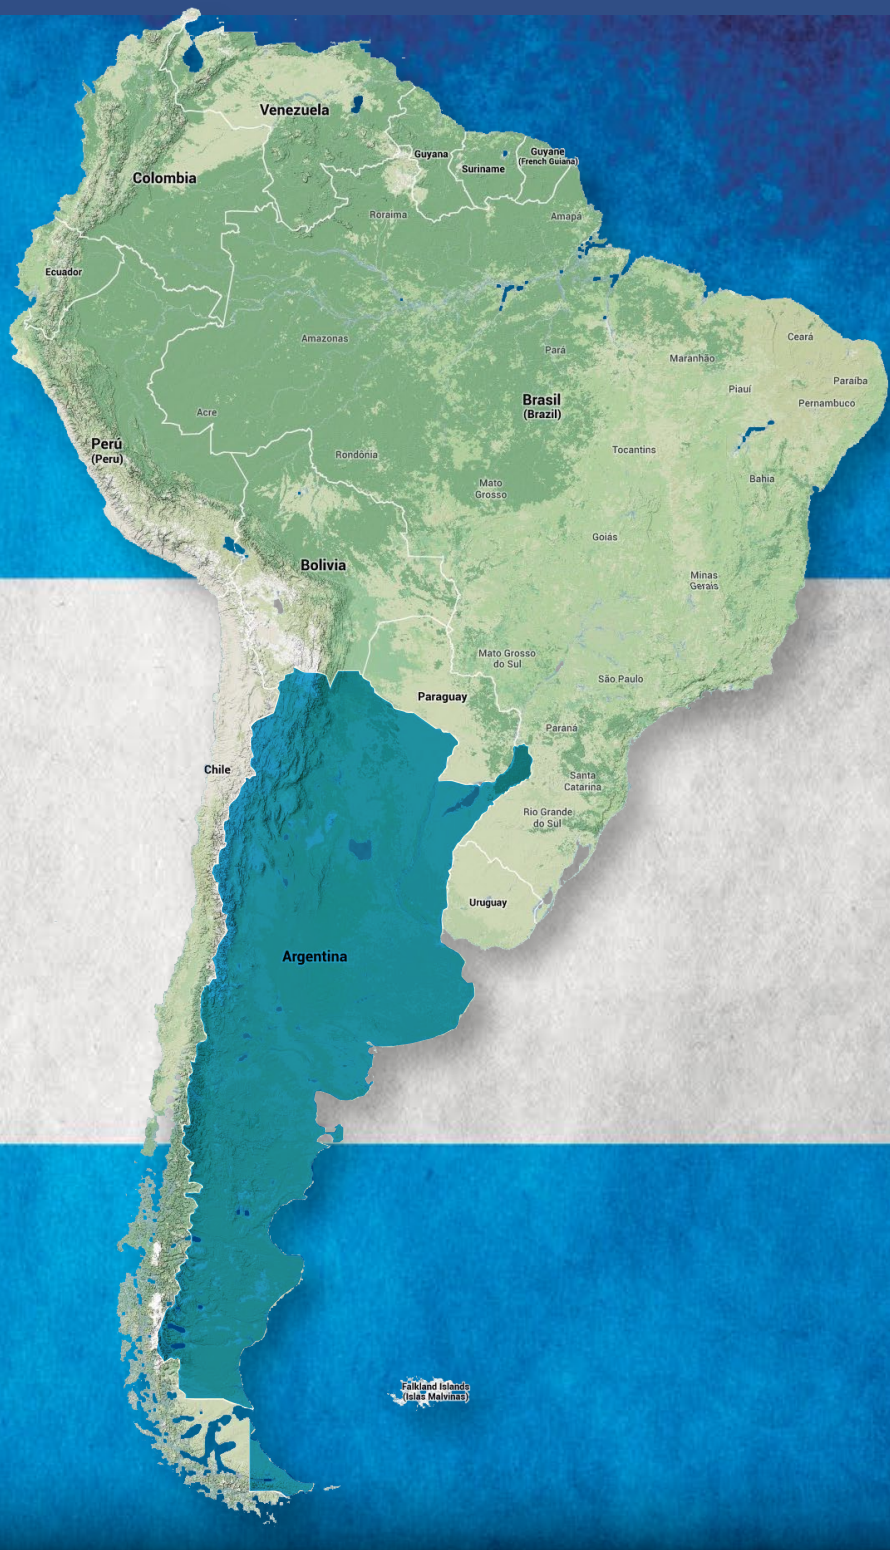 Venezuela
Guyana
Guyane
(French Guiana)
Suriname
Colombia
Roraima
Amapá
Ecuador
Amazonas
Ceará
Pará
Maranhão
Paraíba
Piauí
Brasil
(Brazil)
Pernambuco
Acre
Perú
(Peru)
Rondônia
Tocantins
Mato
Grosso
Bahia
Goiás
Bolivia
Minas
Gerais
Mato Grosso
do Sul
São Paulo
Paraguay
Paraná
Chile
Santa
Catarina
Rio Grande
do Sul
Uruguay
Argentina
Falkland Islands
(Islas Malvinas)